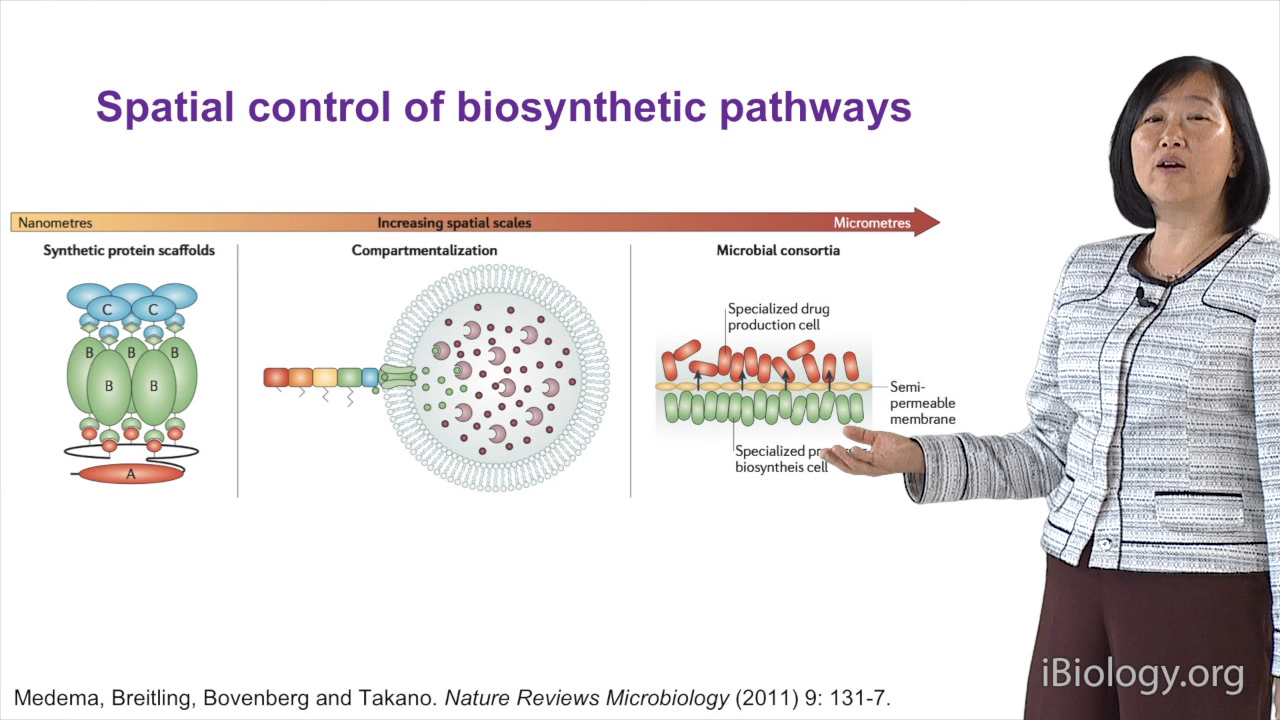 Spatial control of biosynthetic pathways
Nanometres Increasing spatial scales Micrometres
Synthetic protein scaffolds
C C
B B B
B B
A
Compartmentalization
Microbial consortia
Specialized drug
production cell
Semi-
permeable
membrane
Specialized
biosyntheis cell
Medema, Breitling, Bovenberg and Takano. Nature Reviews Microbiology (2011) 9: 131-7.
iBiology.org